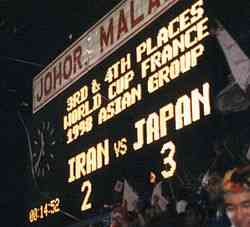 JOHOR MALA
3RD & 4TH PLACES
WORLD CUP FRANCE
1998 ASIAN GROUP
IRAN VS JAPAN
2 3
00:14:52